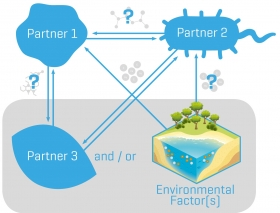 ?
Partner 1
Partner 2
?
?
Partner 3
and / or
Environmental
Factor(s)